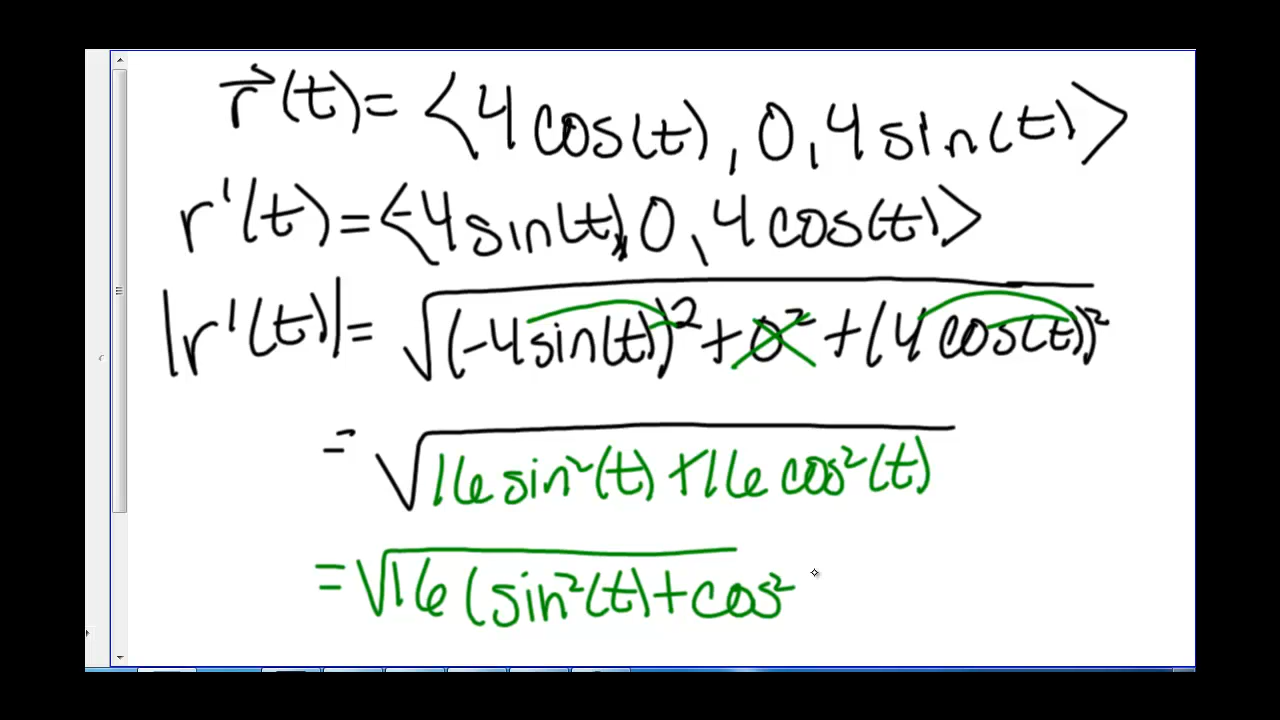 r⃗(t)= <4cos(t), 0, 4sin(t)>
r'(t)=<-4sin(t), 0, 4cos(t)>
|r'(t)|= √((-4sin(t))²+0²+(4cos(t))²)
= √(16sin²(t)+16cos²(t))
=√16(sin²(t)+cos²